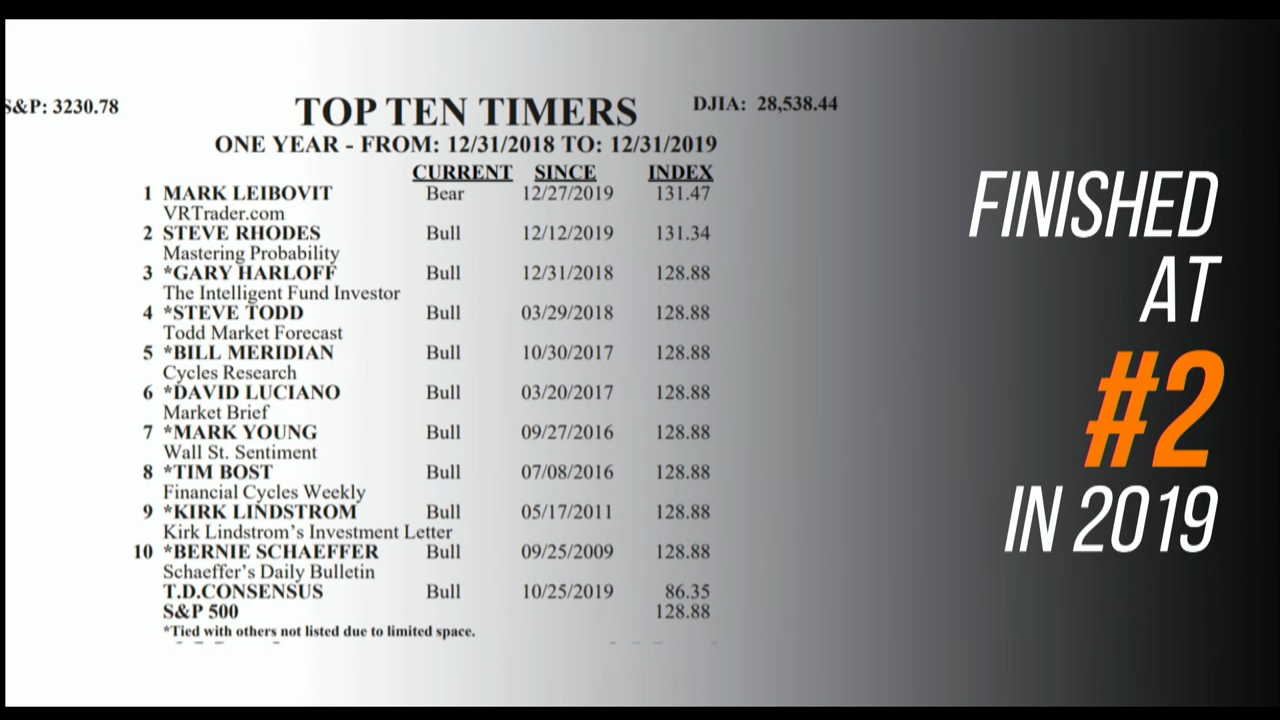 S&P: 3230.78
TOP TEN TIMERS
DJIA: 28,538.44
ONE YEAR - FROM: 12/31/2018 TO: 12/31/2019
CURRENT SINCE INDEX
1 MARK LEIBOVIT Bear 12/27/2019 131.47
VRTrader.com
2 STEVE RHODES Bull 12/12/2019 131.34
Mastering Probability
3 *GARY HARLOFF Bull 12/31/2018 128.88
The Intelligent Fund Investor
4 *STEVE TODD Bull 03/29/2018 128.88
Todd Market Forecast
5 *BILL MERIDIAN Bull 10/30/2017 128.88
Cycles Research
6 *DAVID LUCIANO Bull 03/20/2017 128.88
Market Brief
7 *MARK YOUNG Bull 09/27/2016 128.88
Wall St. Sentiment
8 *TIM BOST Bull 07/08/2016 128.88
Financial Cycles Weekly
9 *KIRK LINDSTROM Bull 05/17/2011 128.88
Kirk Lindstrom's Investment Letter
10 *BERNIE SCHAEFFER Bull 09/25/2009 128.88
Schaeffer's Daily Bulletin
T.D.CONSENSUS Bull 10/25/2019 86.35
S&P 500 128.88
*Tied with others not listed due to limited space.
FINISHED
AT
#2
IN 2019